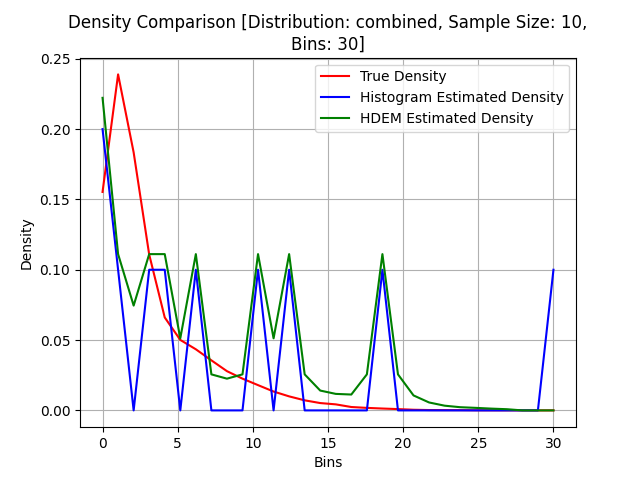 Density Comparison [Distribution: combined, Sample Size: 10,
Bins: 30]
True Density
Histogram Estimated Density
HDEM Estimated Density
Density
0.25
0.20
0.15
0.10
0.05
0.00
0 5 10 15 20 25 30
Bins